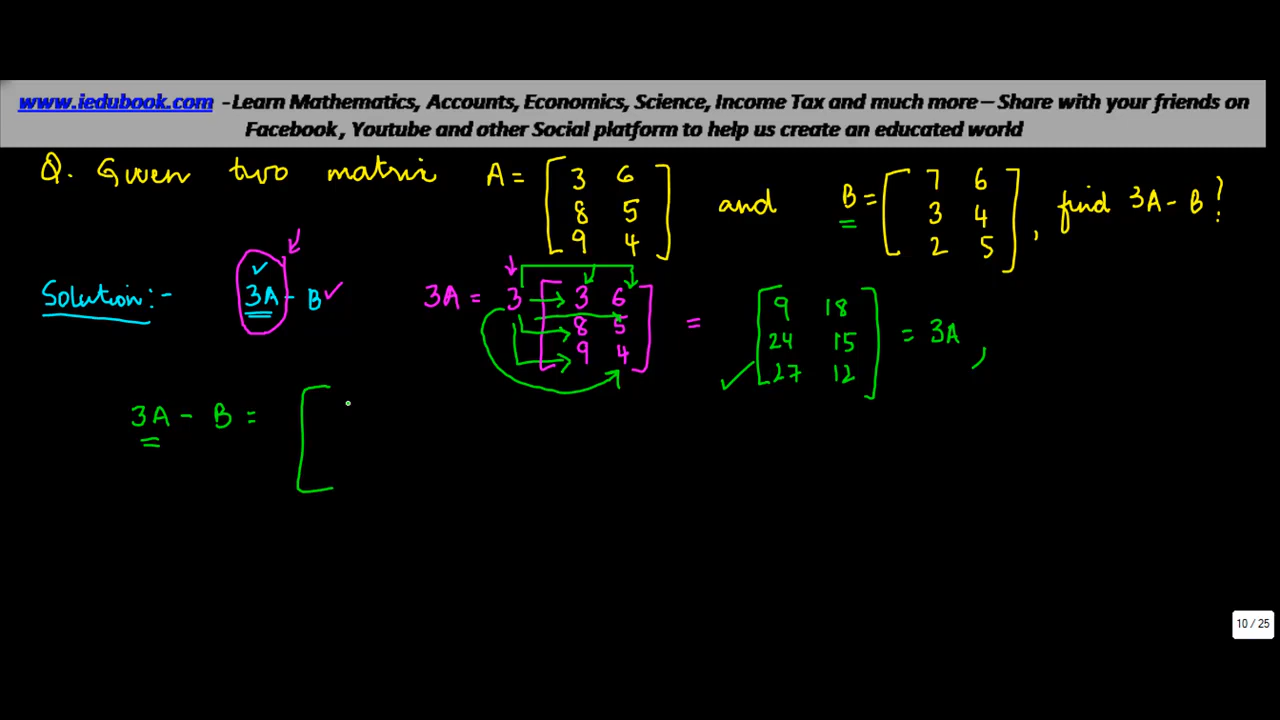 www.iedubook.com - Learn Mathematics, Accounts, Economics, Science, Income Tax and much more – Share with your friends on
Facebook, Youtube and other Social platform to help us create an educated world
Q. Given two matrix A = [ 3 6 and B = [ 7 6 ], find 3A - B?
8 5 3 4
9 4 ] 2 5
Solution:- 3A - B 3A = 3 [ 3 6 = [ 9 18 = 3A,
8 5 24 15
9 4 ] 27 12 ]
3A - B = [
10 / 25